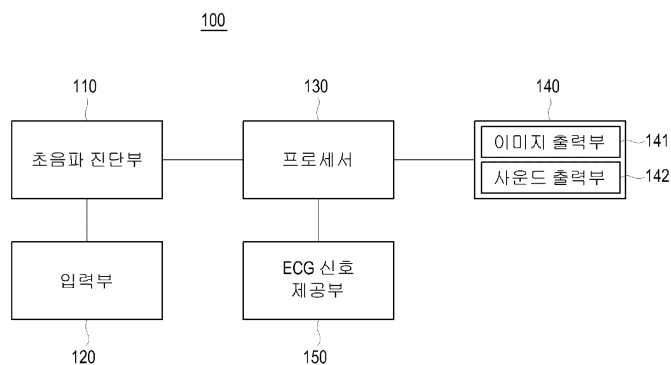 100
110
130
140
초음파 진단부
프로세서
이미지 출력부
141
사운드 출력부
142
입력부
ECG 신호
제공부
120
150